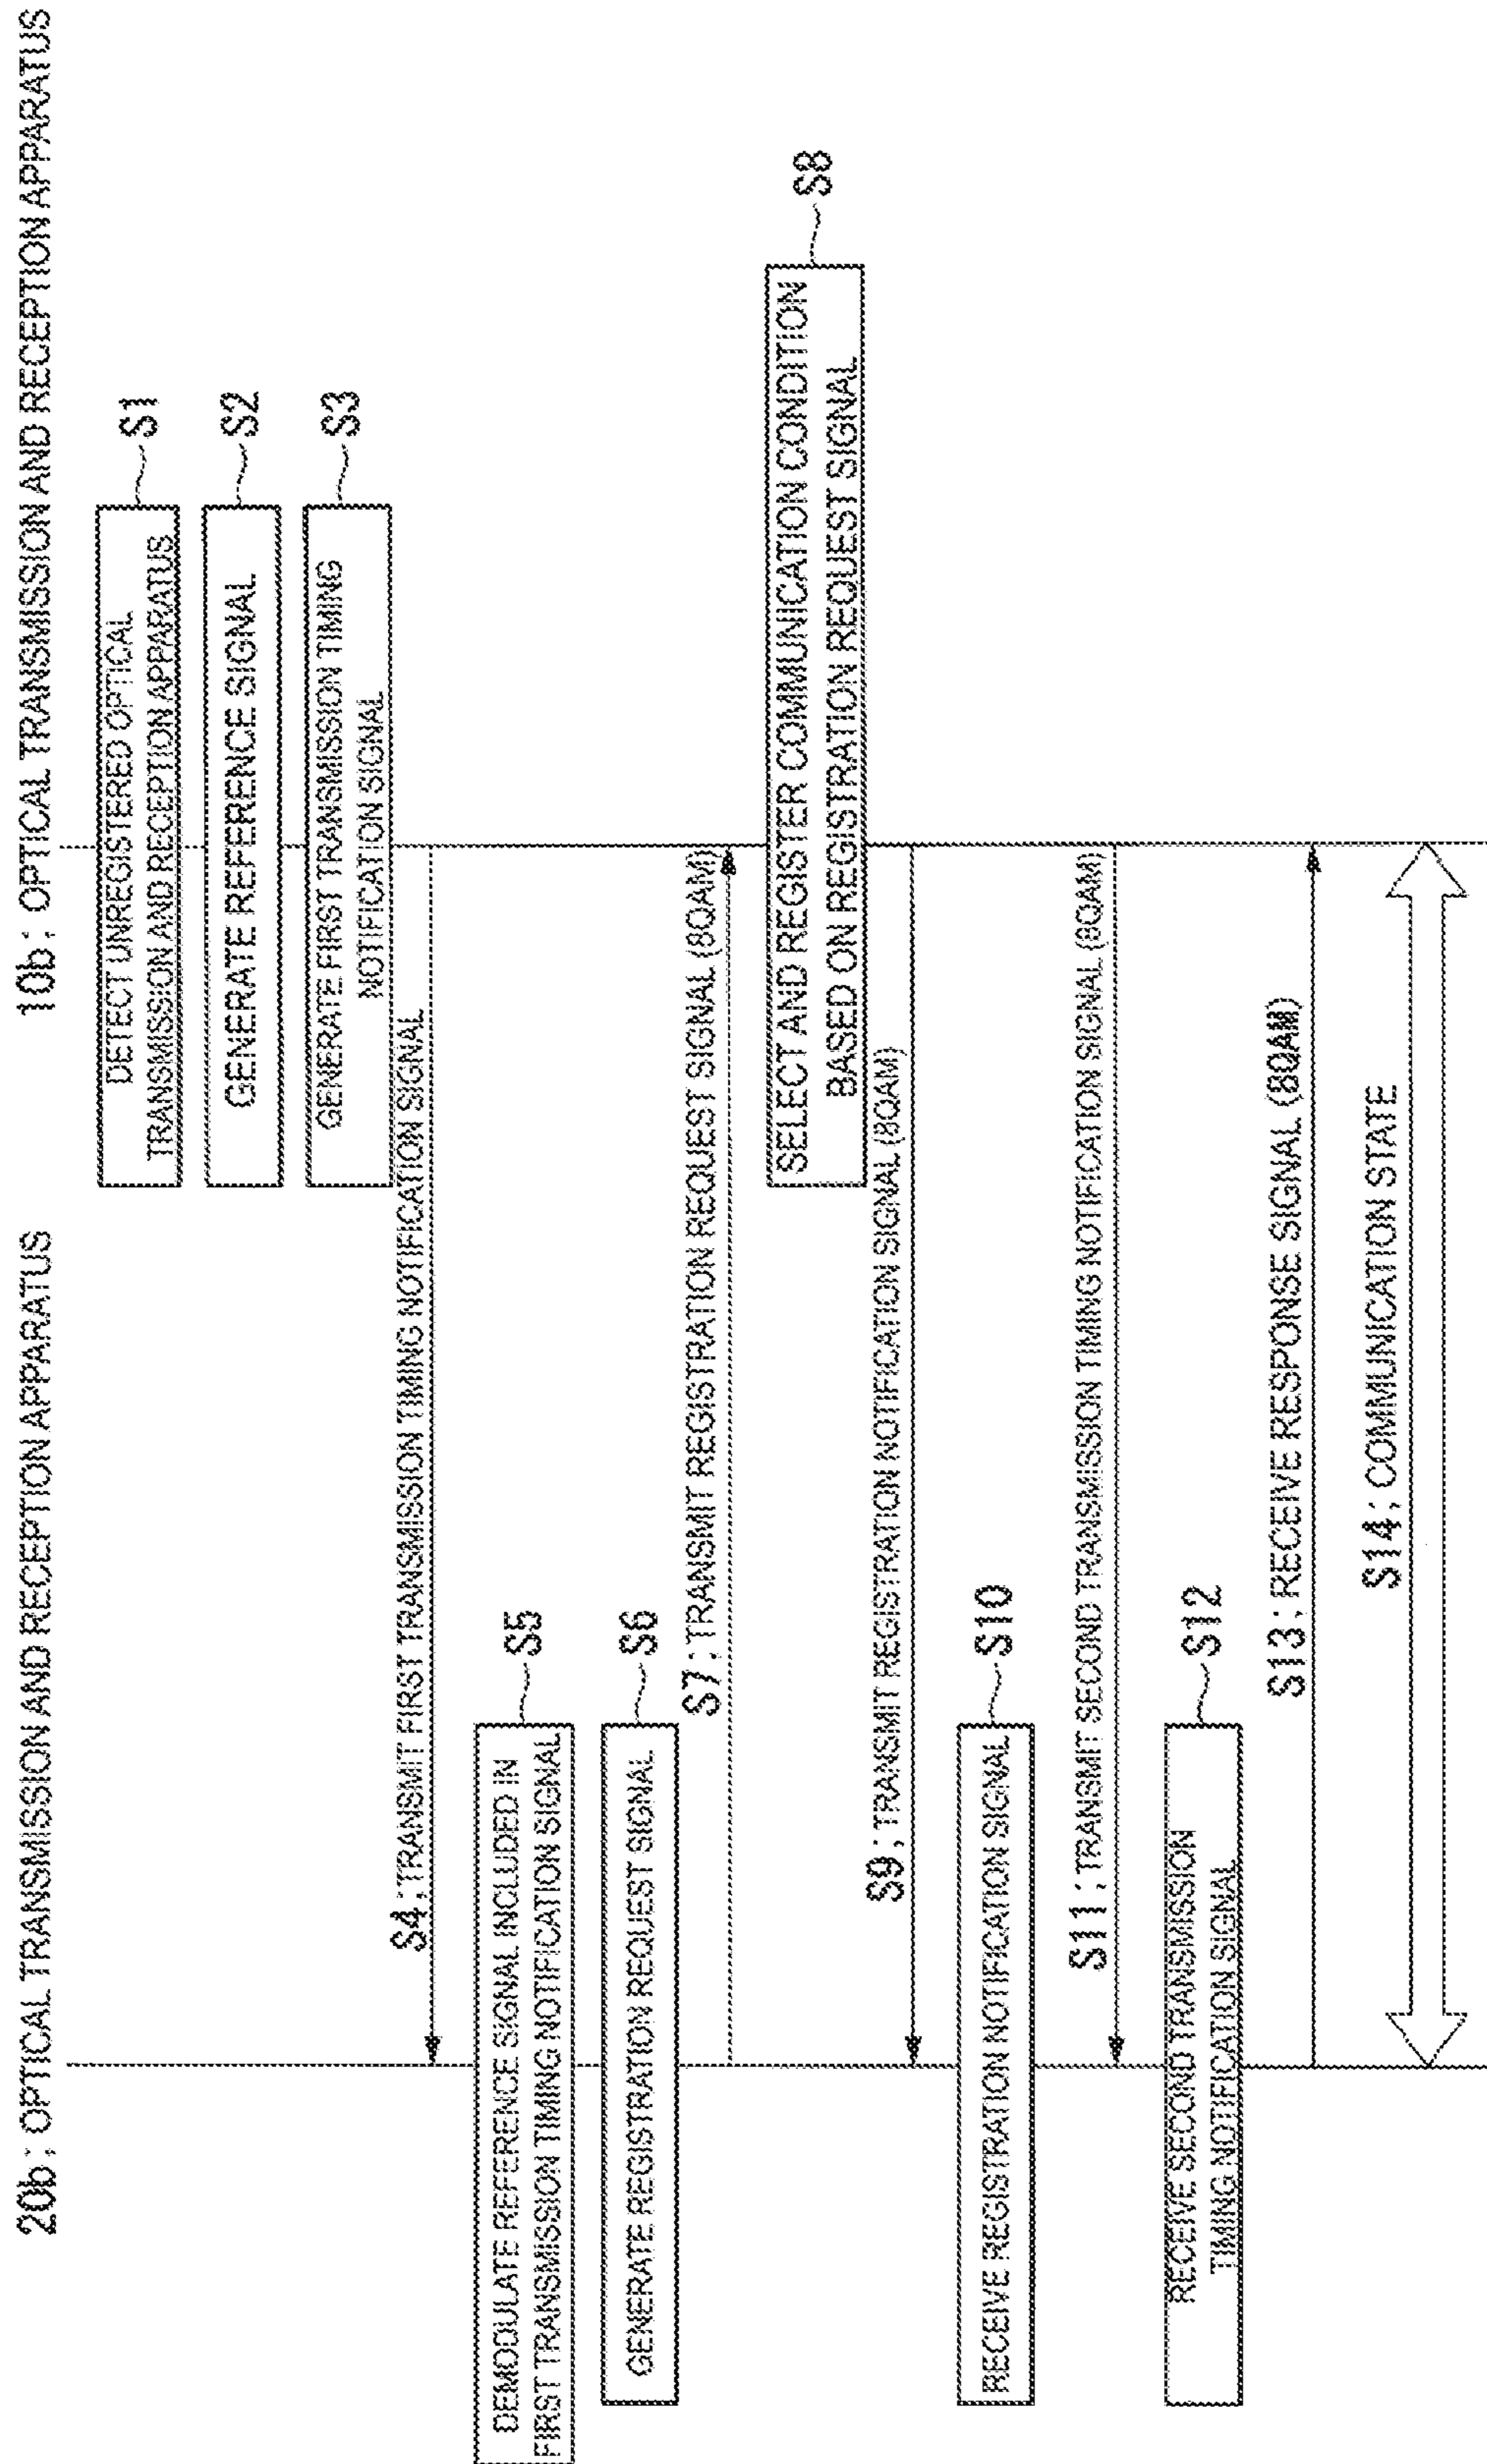 20b ; OPTICAL TRANSMISSION AND RECEPTION APPARATUS
10b ; OPTICAL TRANSMISSION AND RECEPTION APPARATUS
DETECT UNREGISTERED OPTICAL
TRANSMISSION AND RECEPTION APPARATUS
S1
GENERATE REFERENCE SIGNAL
S2
GENERATE FIRST TRANSMISSION TIMING
NOTIFICATION SIGNAL
S3
S4 ; TRANSMIT FIRST TRANSMISSION TIMING NOTIFICATION SIGNAL
DEMODULATE REFERENCE SIGNAL INCLUDED IN
FIRST TRANSMISSION TIMING NOTIFICATION SIGNAL
S5
GENERATE REGISTRATION REQUEST SIGNAL
S6
S7 ; TRANSMIT REGISTRATION REQUEST SIGNAL (8QAM)
SELECT AND REGISTER COMMUNICATION CONDITION
BASED ON REGISTRATION REQUEST SIGNAL
S8
S9 ; TRANSMIT REGISTRATION NOTIFICATION SIGNAL (8QAM)
RECEIVE REGISTRATION NOTIFICATION SIGNAL
S10
S11 ; TRANSMIT SECOND TRANSMISSION TIMING NOTIFICATION SIGNAL (8QAM)
RECEIVE SECOND TRANSMISSION
TIMING NOTIFICATION SIGNAL
S12
S13 ; RECEIVE RESPONSE SIGNAL (8QAM)
S14 ; COMMUNICATION STATE